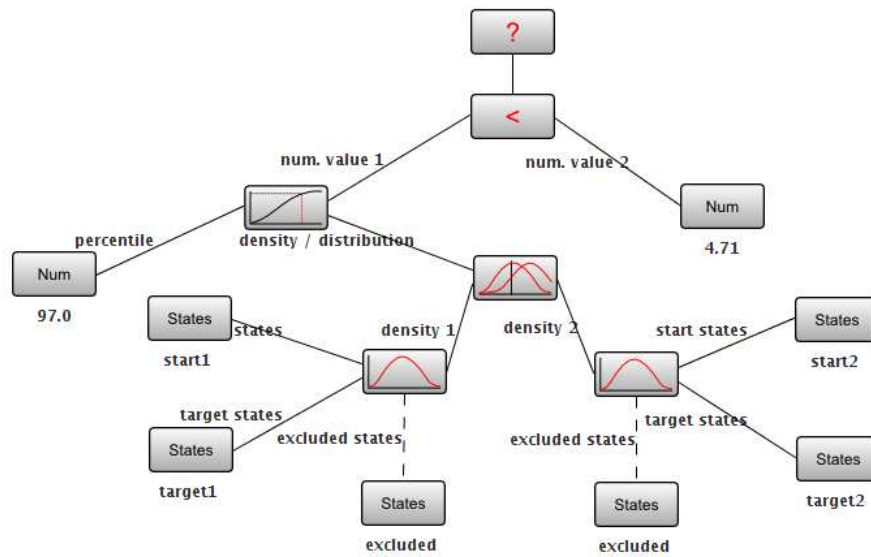 ?
<
num. value 1
num. value 2
Num
4.71
percentile
density / distribution
Num
97.0
States
states
start1
density 1
density 2
start states
States
start2
target states
States
target1
excluded states
excluded states
target states
States
target2
States
excluded
States
excluded